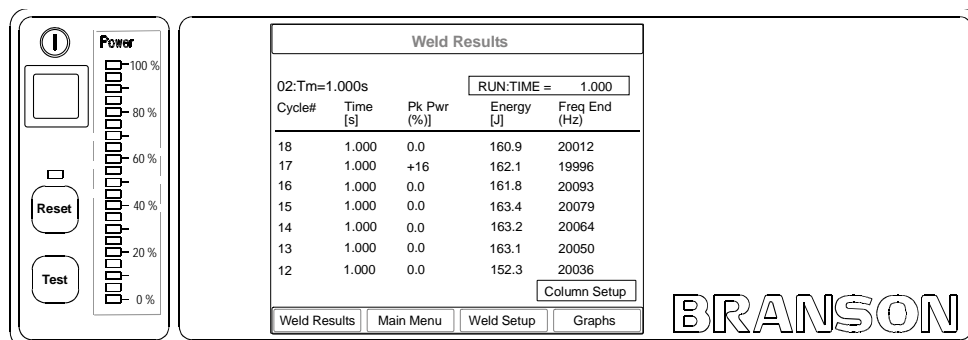 Power
100 %
80 %
60 %
40 %
20 %
0 %
Reset
Test
Weld Results
02:Tm=1.000s
RUN:TIME = 1.000
Cycle# Time [s] Pk Pwr (%)] Energy [J] Freq End (Hz)
18 1.000 0.0 160.9 20012
17 1.000 +16 162.1 19996
16 1.000 0.0 161.8 20093
15 1.000 0.0 163.4 20079
14 1.000 0.0 163.2 20064
13 1.000 0.0 163.1 20050
12 1.000 0.0 152.3 20036
Column Setup
Weld Results Main Menu Weld Setup Graphs
BRANSON